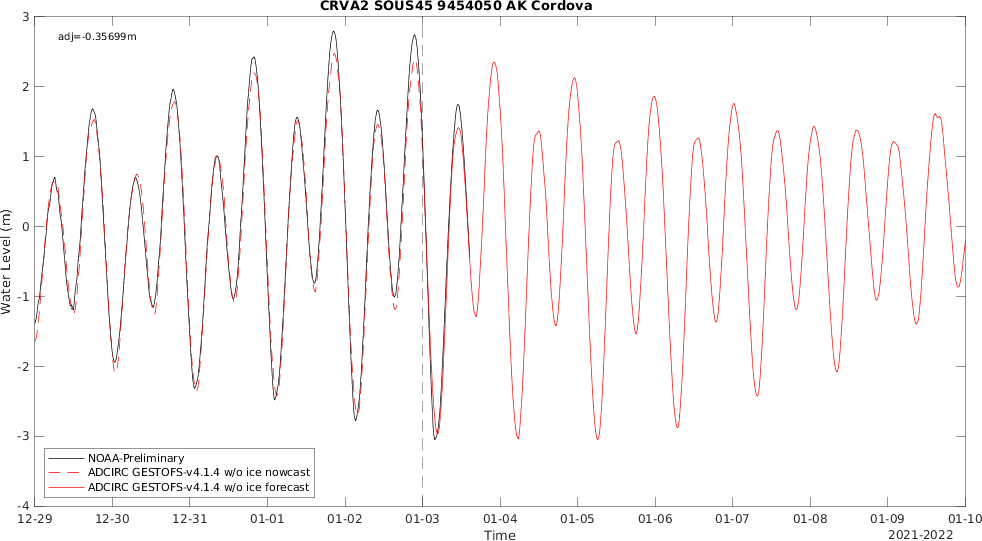 CRVA2 SOUS45 9454050 AK Cordova
adj=-0.35699m
3
2
1
0
-1
-2
-3
-4
Water Level (m)
NOAA-Preliminary
ADCIRC GESTOFS-v4.1.4 w/o ice nowcast
ADCIRC GESTOFS-v4.1.4 w/o ice forecast
12-29 12-30 12-31 01-01 01-02 01-03 01-04 01-05 01-06 01-07 01-08 01-09 01-10
Time
2021-2022